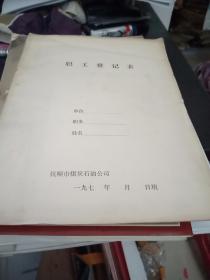 职工登记表
单位
职务
姓名
抚顺市煤炭石油公司
一九七 年 月 日填